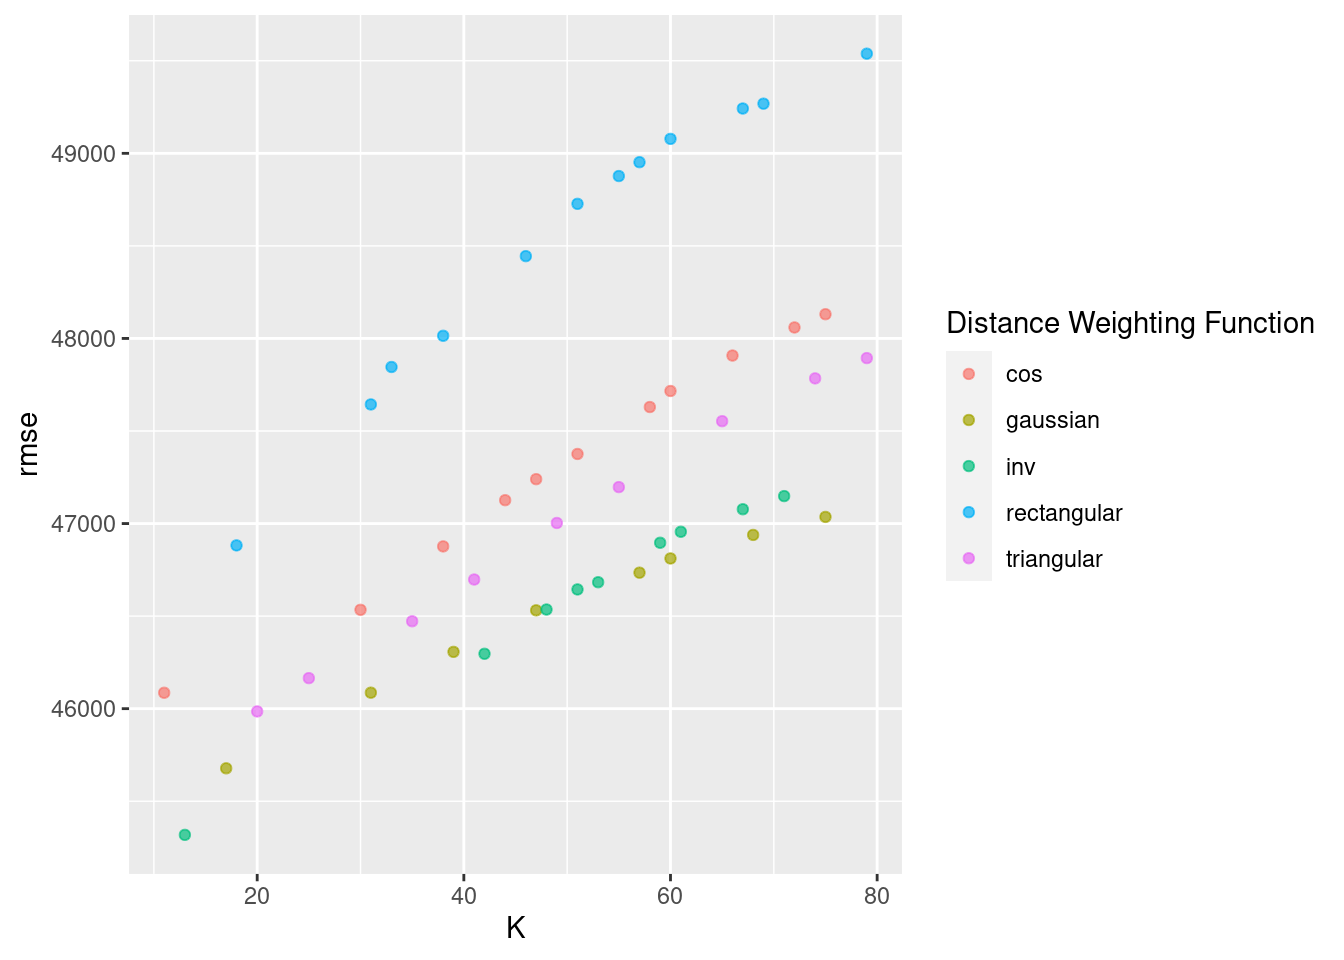 49000
48000
47000
46000
rmse
20
40
60
80
K
Distance Weighting Function
cos
gaussian
inv
rectangular
triangular